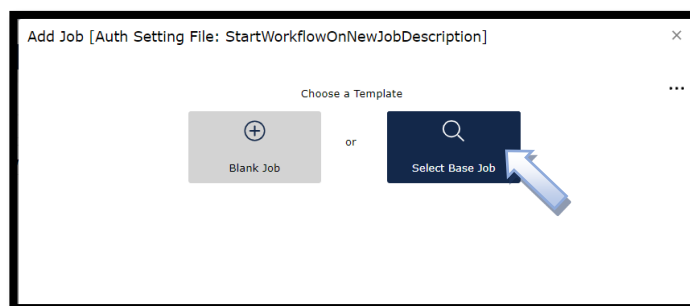 Add Job [Auth Setting File: StartWorkflowOnNewJobDescription]
Choose a Template
Blank Job
or
Select Base Job